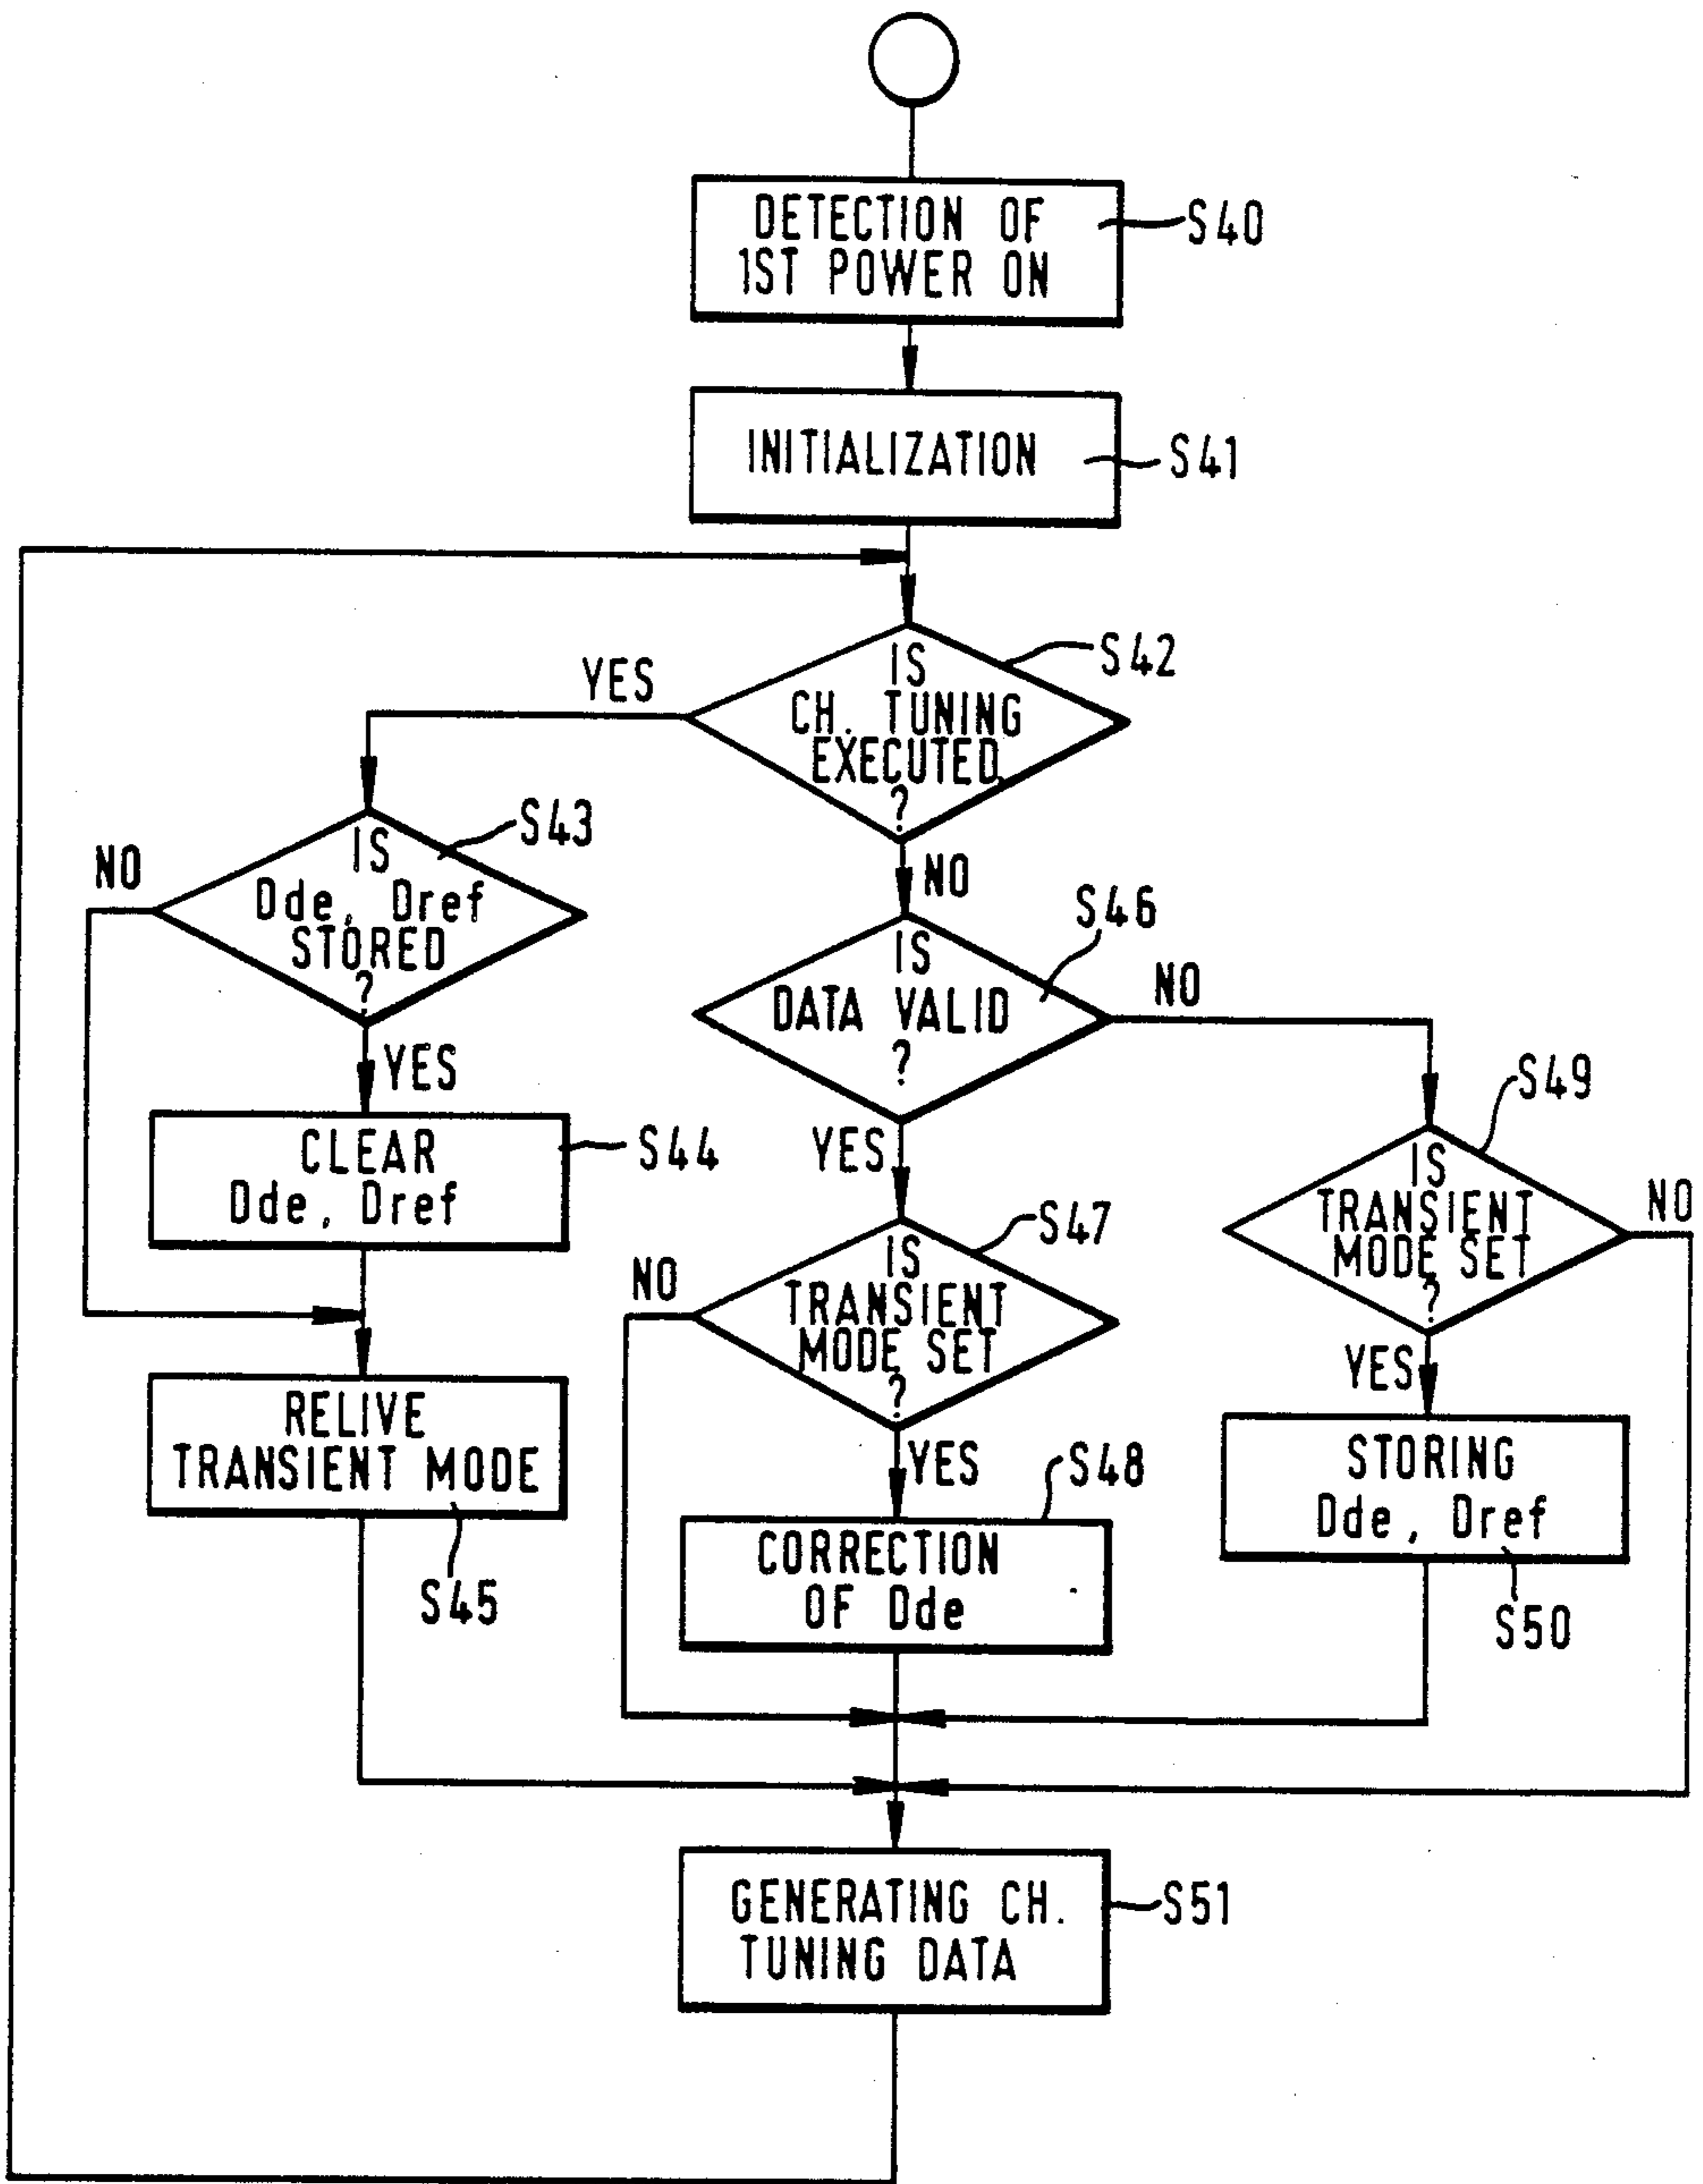 DETECTION OF
1ST POWER ON
S40
INITIALIZATION
S41
IS
CH. TUNING
EXECUTED
?
S42
YES
NO
IS
Dde, Dref
STORED
?
S43
NO
YES
CLEAR
Dde, Dref
S44
RELIVE
TRANSIENT MODE
S45
IS
DATA VALID
?
S46
NO
YES
IS
TRANSIENT
MODE SET
?
S47
NO
YES
CORRECTION
OF Dde
S48
IS
TRANSIENT
MODE SET
?
S49
NO
YES
STORING
Dde, Dref
S50
GENERATING CH.
TUNING DATA
S51